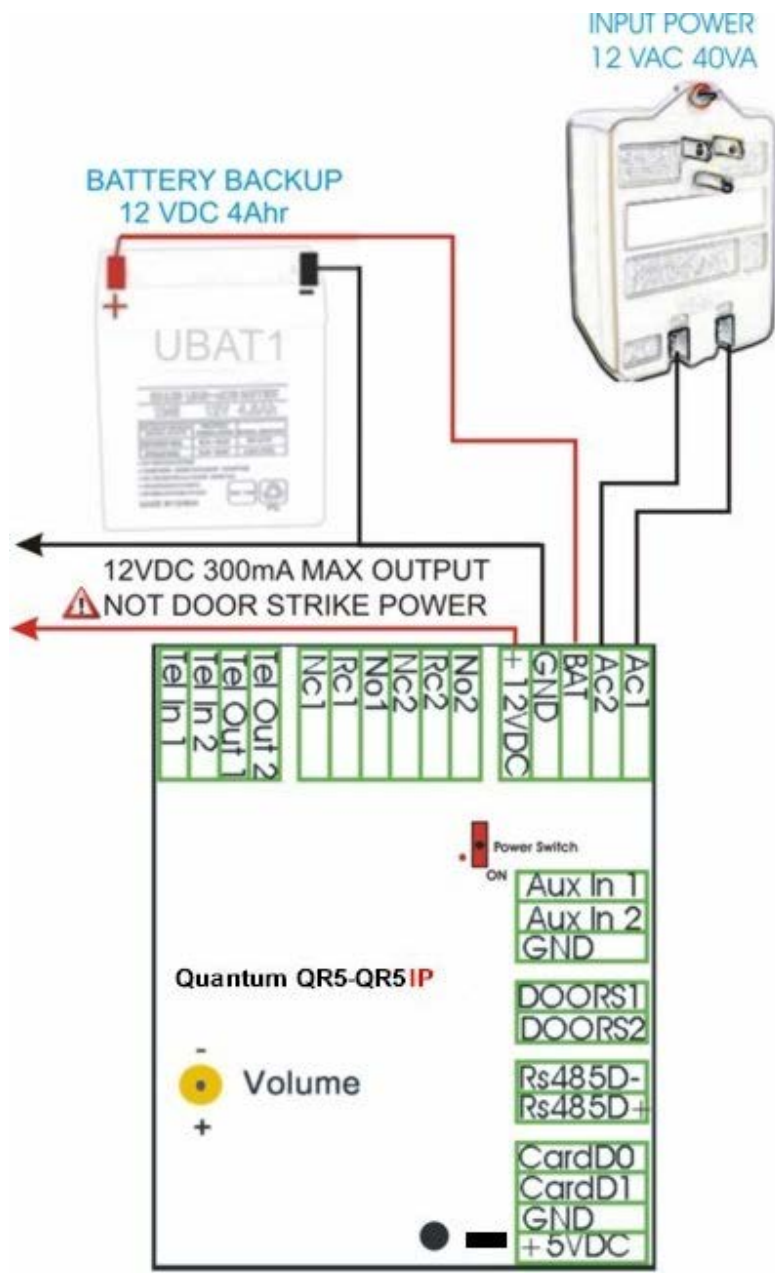 INPUT POWER
12 VAC 40VA
BATTERY BACKUP
12 VDC 4Ahr
+
-
UBAT1
12VDC 300mA MAX OUTPUT
NOT DOOR STRIKE POWER
Tel In 1
Tel In 2
Tel Out 1
Tel Out 2
Nc1
Rc1
No1
Nc2
Rc2
No2
+12VDC
GND
BAT
Ac2
Ac1
Power Switch
ON
Aux In 1
Aux In 2
GND
Quantum QR5-QR5IP
DOORS1
DOORS2
-
Volume
+
Rs485D-
Rs485D+
CardD0
CardD1
GND
+5VDC